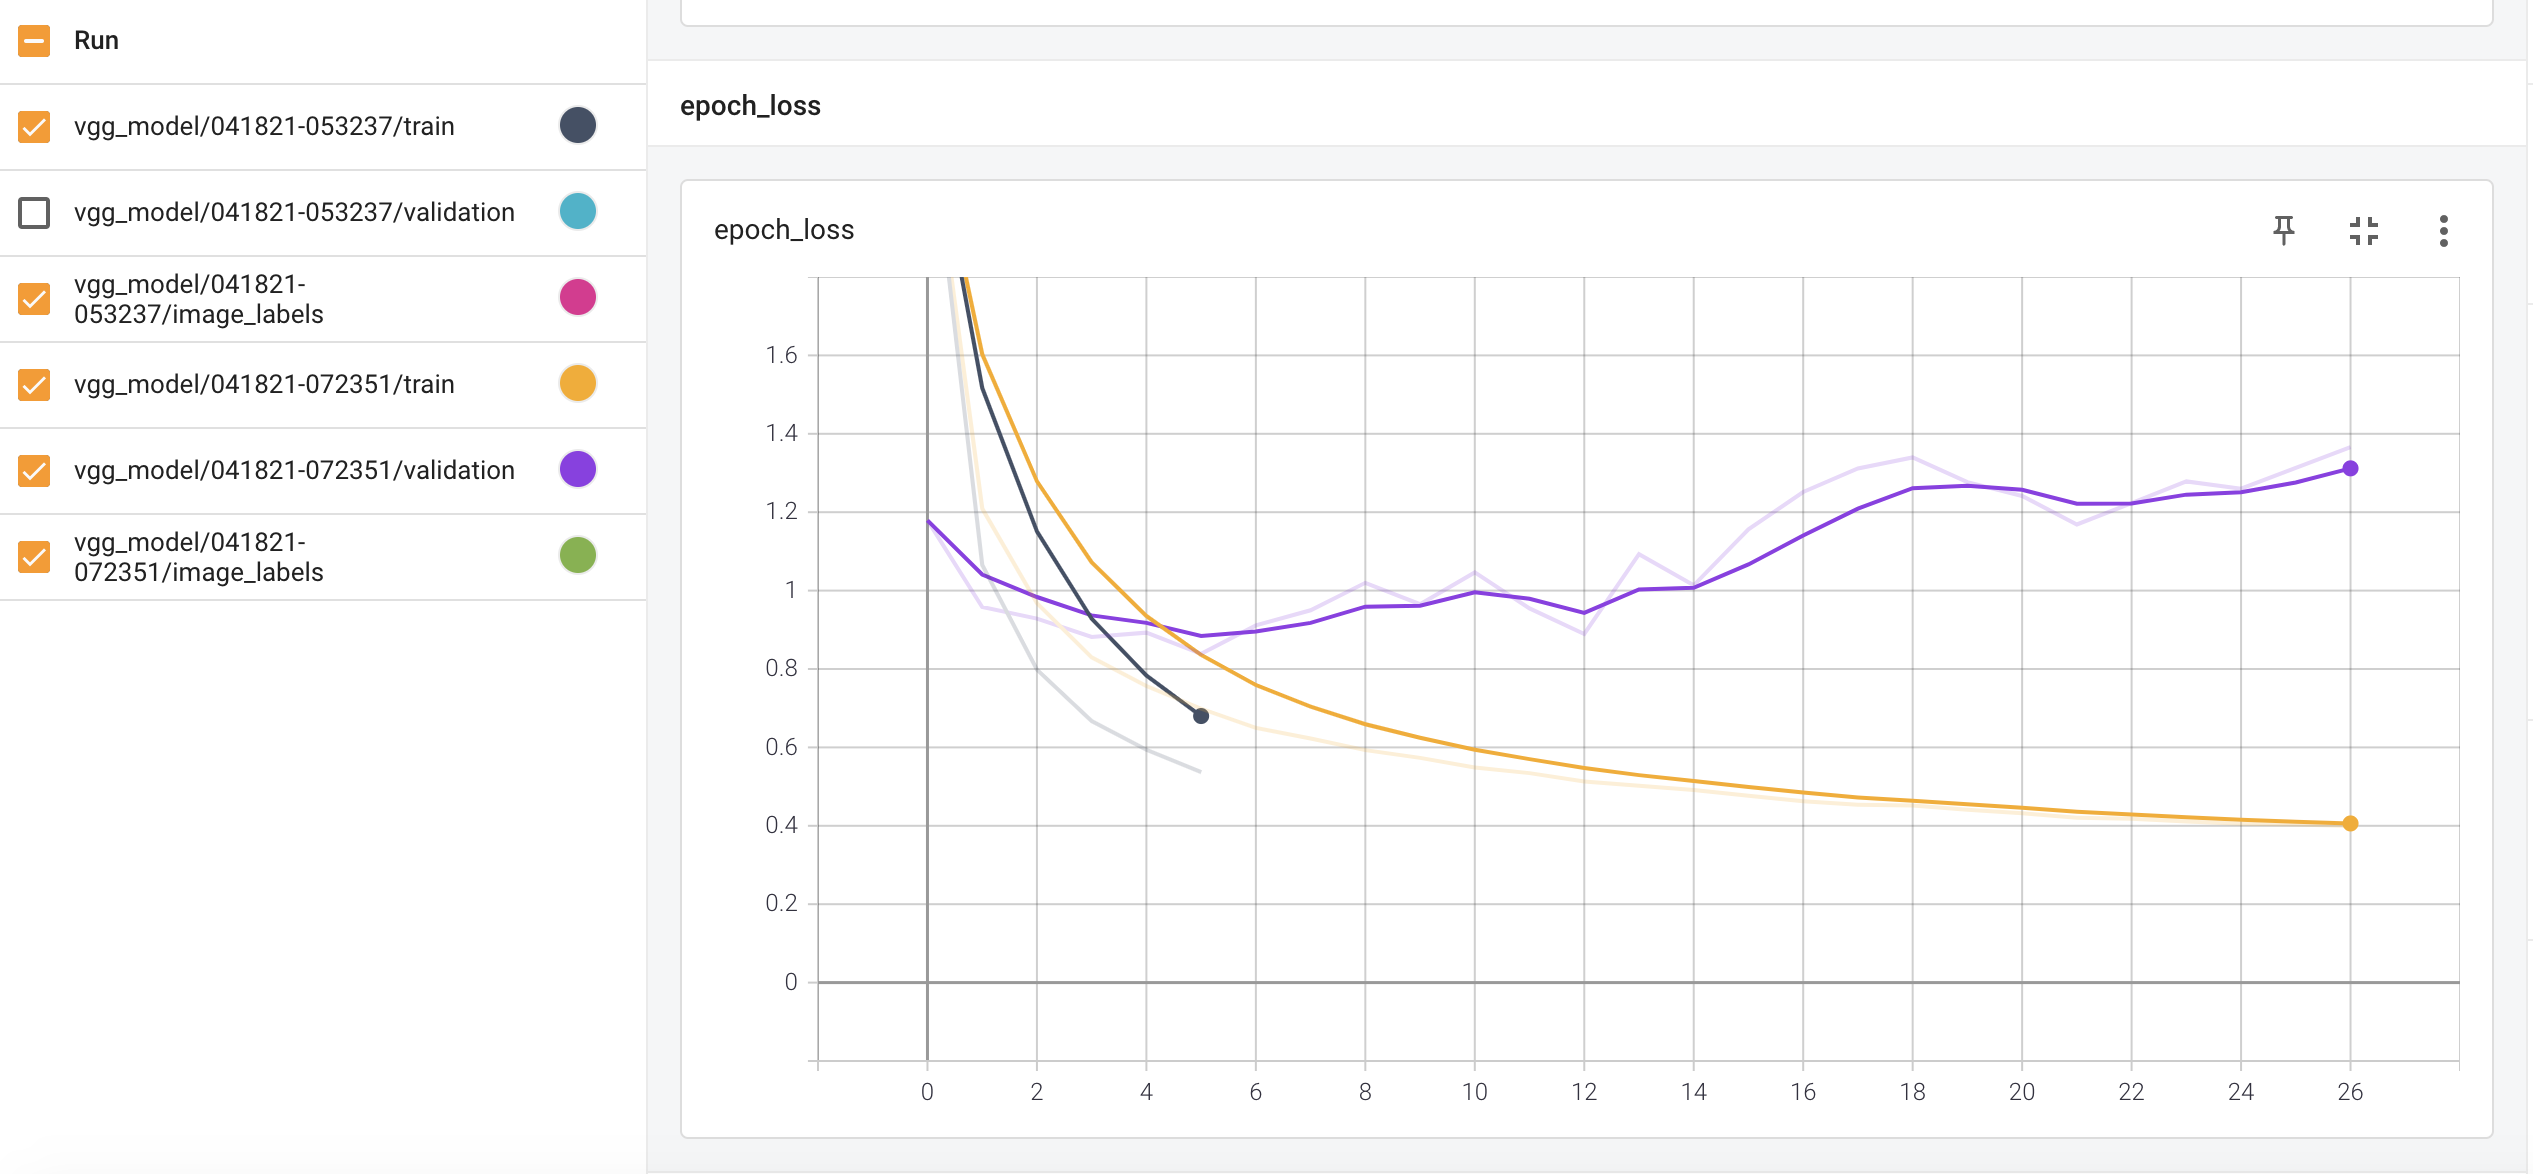 Run
vgg_model/041821-053237/train
vgg_model/041821-053237/validation
vgg_model/041821-
053237/image_labels
vgg_model/041821-072351/train
vgg_model/041821-072351/validation
vgg_model/041821-
072351/image_labels
epoch_loss
epoch_loss
1.6
1.4
1.2
1
0.8
0.6
0.4
0.2
0
0 2 4 6 8 10 12 14 16 18 20 22 24 26